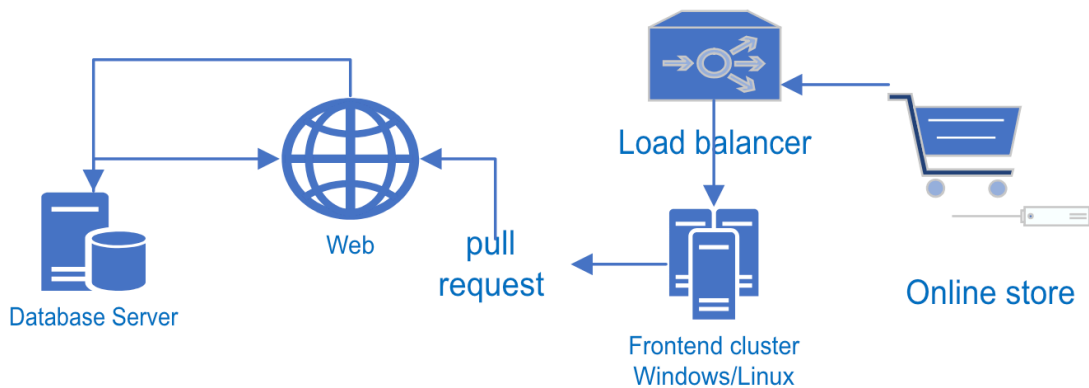 Load balancer
Web
pull
request
Online store
Database Server
Frontend cluster
Windows/Linux